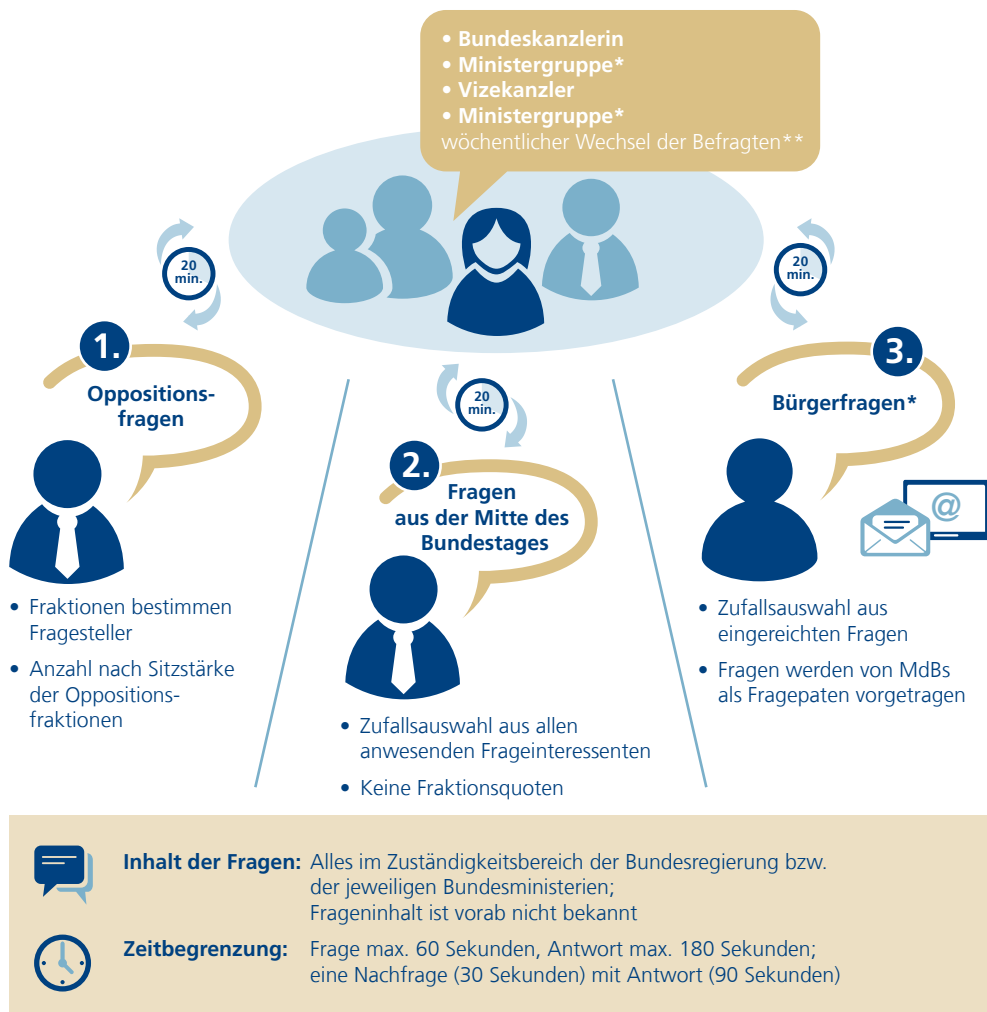 • Bundeskanzlerin
• Ministergruppe*
• Vizekanzler
• Ministergruppe*
wöchentlicher Wechsel der Befragten**
20
min.
20
min.
20
min.
1.
Oppositions-
fragen
• Fraktionen bestimmen
Fragesteller
• Anzahl nach Sitzstärke
der Oppositions-
fraktionen
2.
Fragen
aus der Mitte des
Bundestages
• Zufallsauswahl aus allen
anwesenden Frageinteressenten
• Keine Fraktionsquoten
3.
Bürgerfragen*
@
• Zufallsauswahl aus
eingereichten Fragen
• Fragen werden von MdBs
als Fragepaten vorgetragen
Inhalt der Fragen: Alles im Zuständigkeitsbereich der Bundesregierung bzw.
der jeweiligen Bundesministerien;
Frageninhalt ist vorab nicht bekannt
Zeitbegrenzung: Frage max. 60 Sekunden, Antwort max. 180 Sekunden;
eine Nachfrage (30 Sekunden) mit Antwort (90 Sekunden)